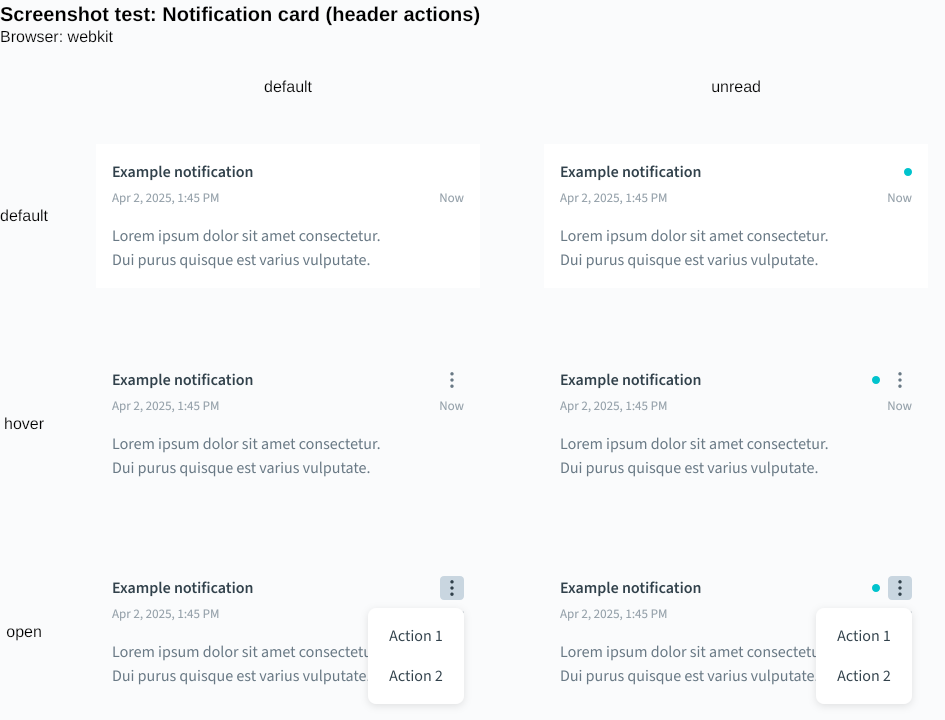 Screenshot test: Notification card (header actions)
Browser: webkit
default unread
default
Example notification
Apr 2, 2025, 1:45 PM Now
Lorem ipsum dolor sit amet consectetur.
Dui purus quisque est varius vulputate.
Example notification
Apr 2, 2025, 1:45 PM Now
Lorem ipsum dolor sit amet consectetur.
Dui purus quisque est varius vulputate.
hover
Example notification
Apr 2, 2025, 1:45 PM Now
Lorem ipsum dolor sit amet consectetur.
Dui purus quisque est varius vulputate.
Example notification
Apr 2, 2025, 1:45 PM Now
Lorem ipsum dolor sit amet consectetur.
Dui purus quisque est varius vulputate.
open
Example notification
Apr 2, 2025, 1:45 PM
Lorem ipsum dolor sit amet consectetu
Dui purus quisque est varius vulputate.
Action 1
Action 2
Example notification
Apr 2, 2025, 1:45 PM
Lorem ipsum dolor sit amet consectetu
Dui purus quisque est varius vulputate.
Action 1
Action 2